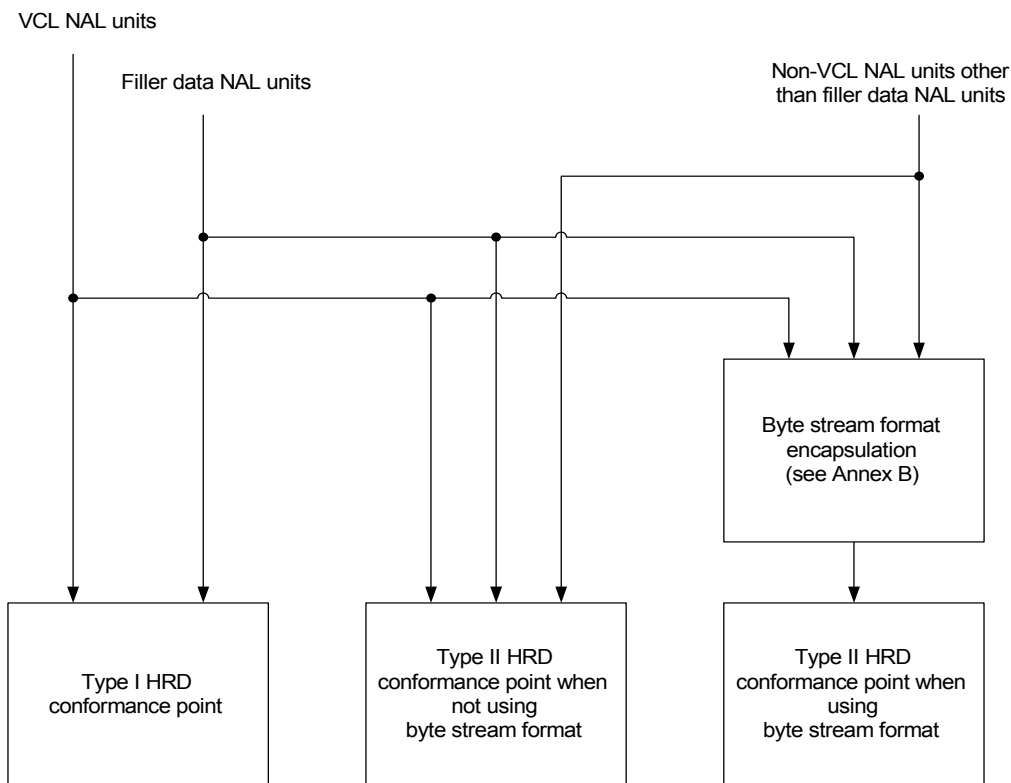 VCL NAL units
Filler data NAL units
Non-VCL NAL units other
than filler data NAL units
Byte stream format
encapsulation
(see Annex B)
Type I HRD
conformance point
Type II HRD
conformance point when
not using
byte stream format
Type II HRD
conformance point when
using
byte stream format